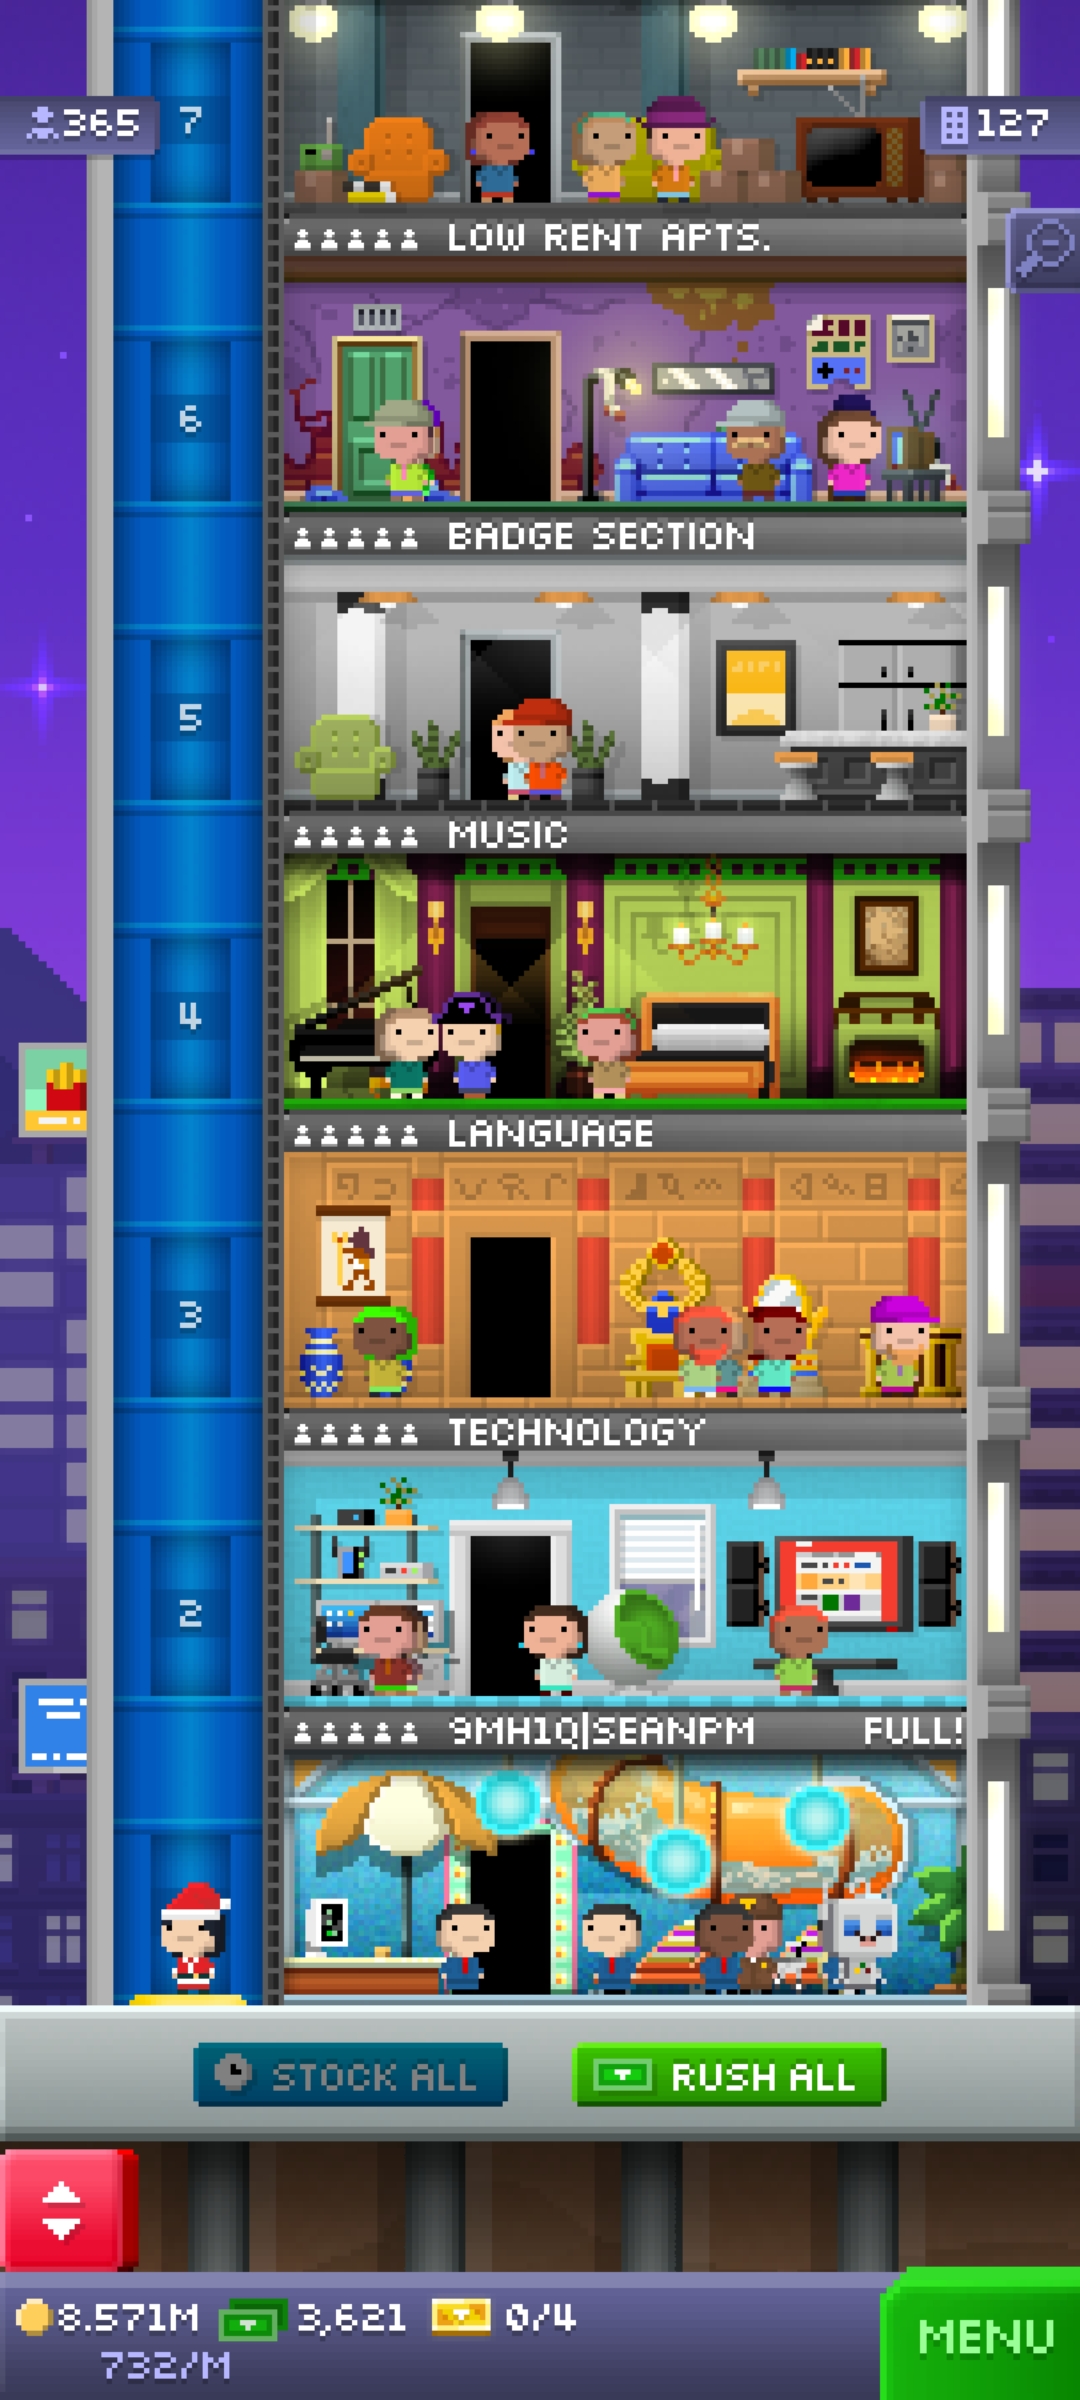 365
7
127
LOW RENT APTS.
6
BADGE SECTION
5
MUSIC
4
LANGUAGE
3
TECHNOLOGY
2
9MH1Q|SEANPM FULL!
STOCK ALL
RUSH ALL
8.571M 3,621 0/4
732/M
MENU